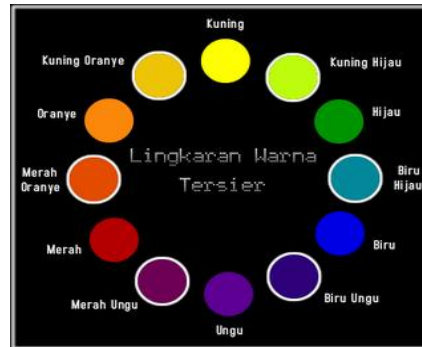 Kuning
Kuning Oranye
Kuning Hijau
Oranye
Hijau
Lingkaran Warna
Tersier
Merah
Oranye
Biru
Hijau
Merah
Biru
Merah Ungu
Biru Ungu
Ungu